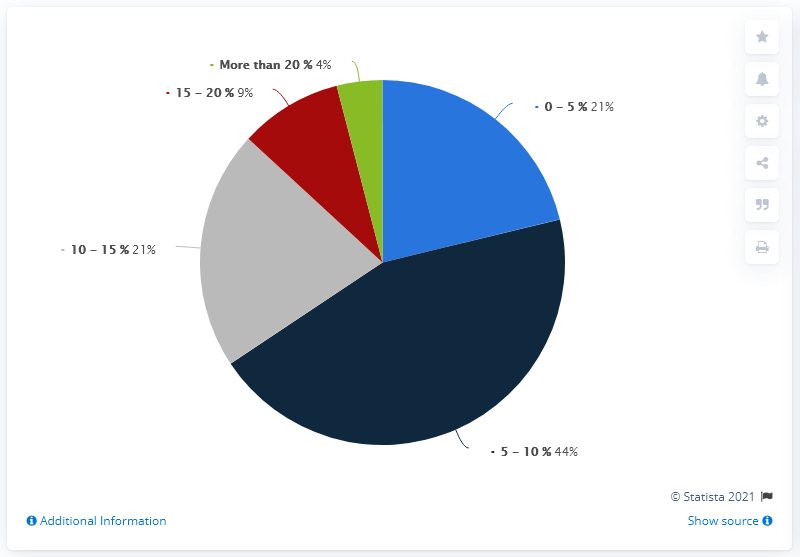 More than 20 % 4%
15 – 20 % 9%
0 – 5 % 21%
10 – 15 % 21%
5 – 10 % 44%
© Statista 2021
Additional Information
Show source